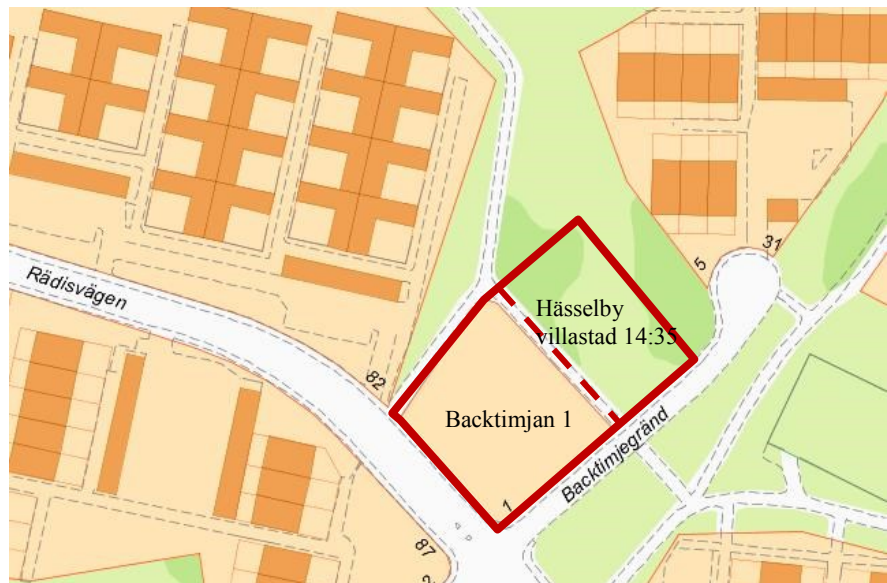 31
5
Hässelby
villastad 14:35
Rädisvägen
82
Backtimjan 1
Backtimjegränd
1
87